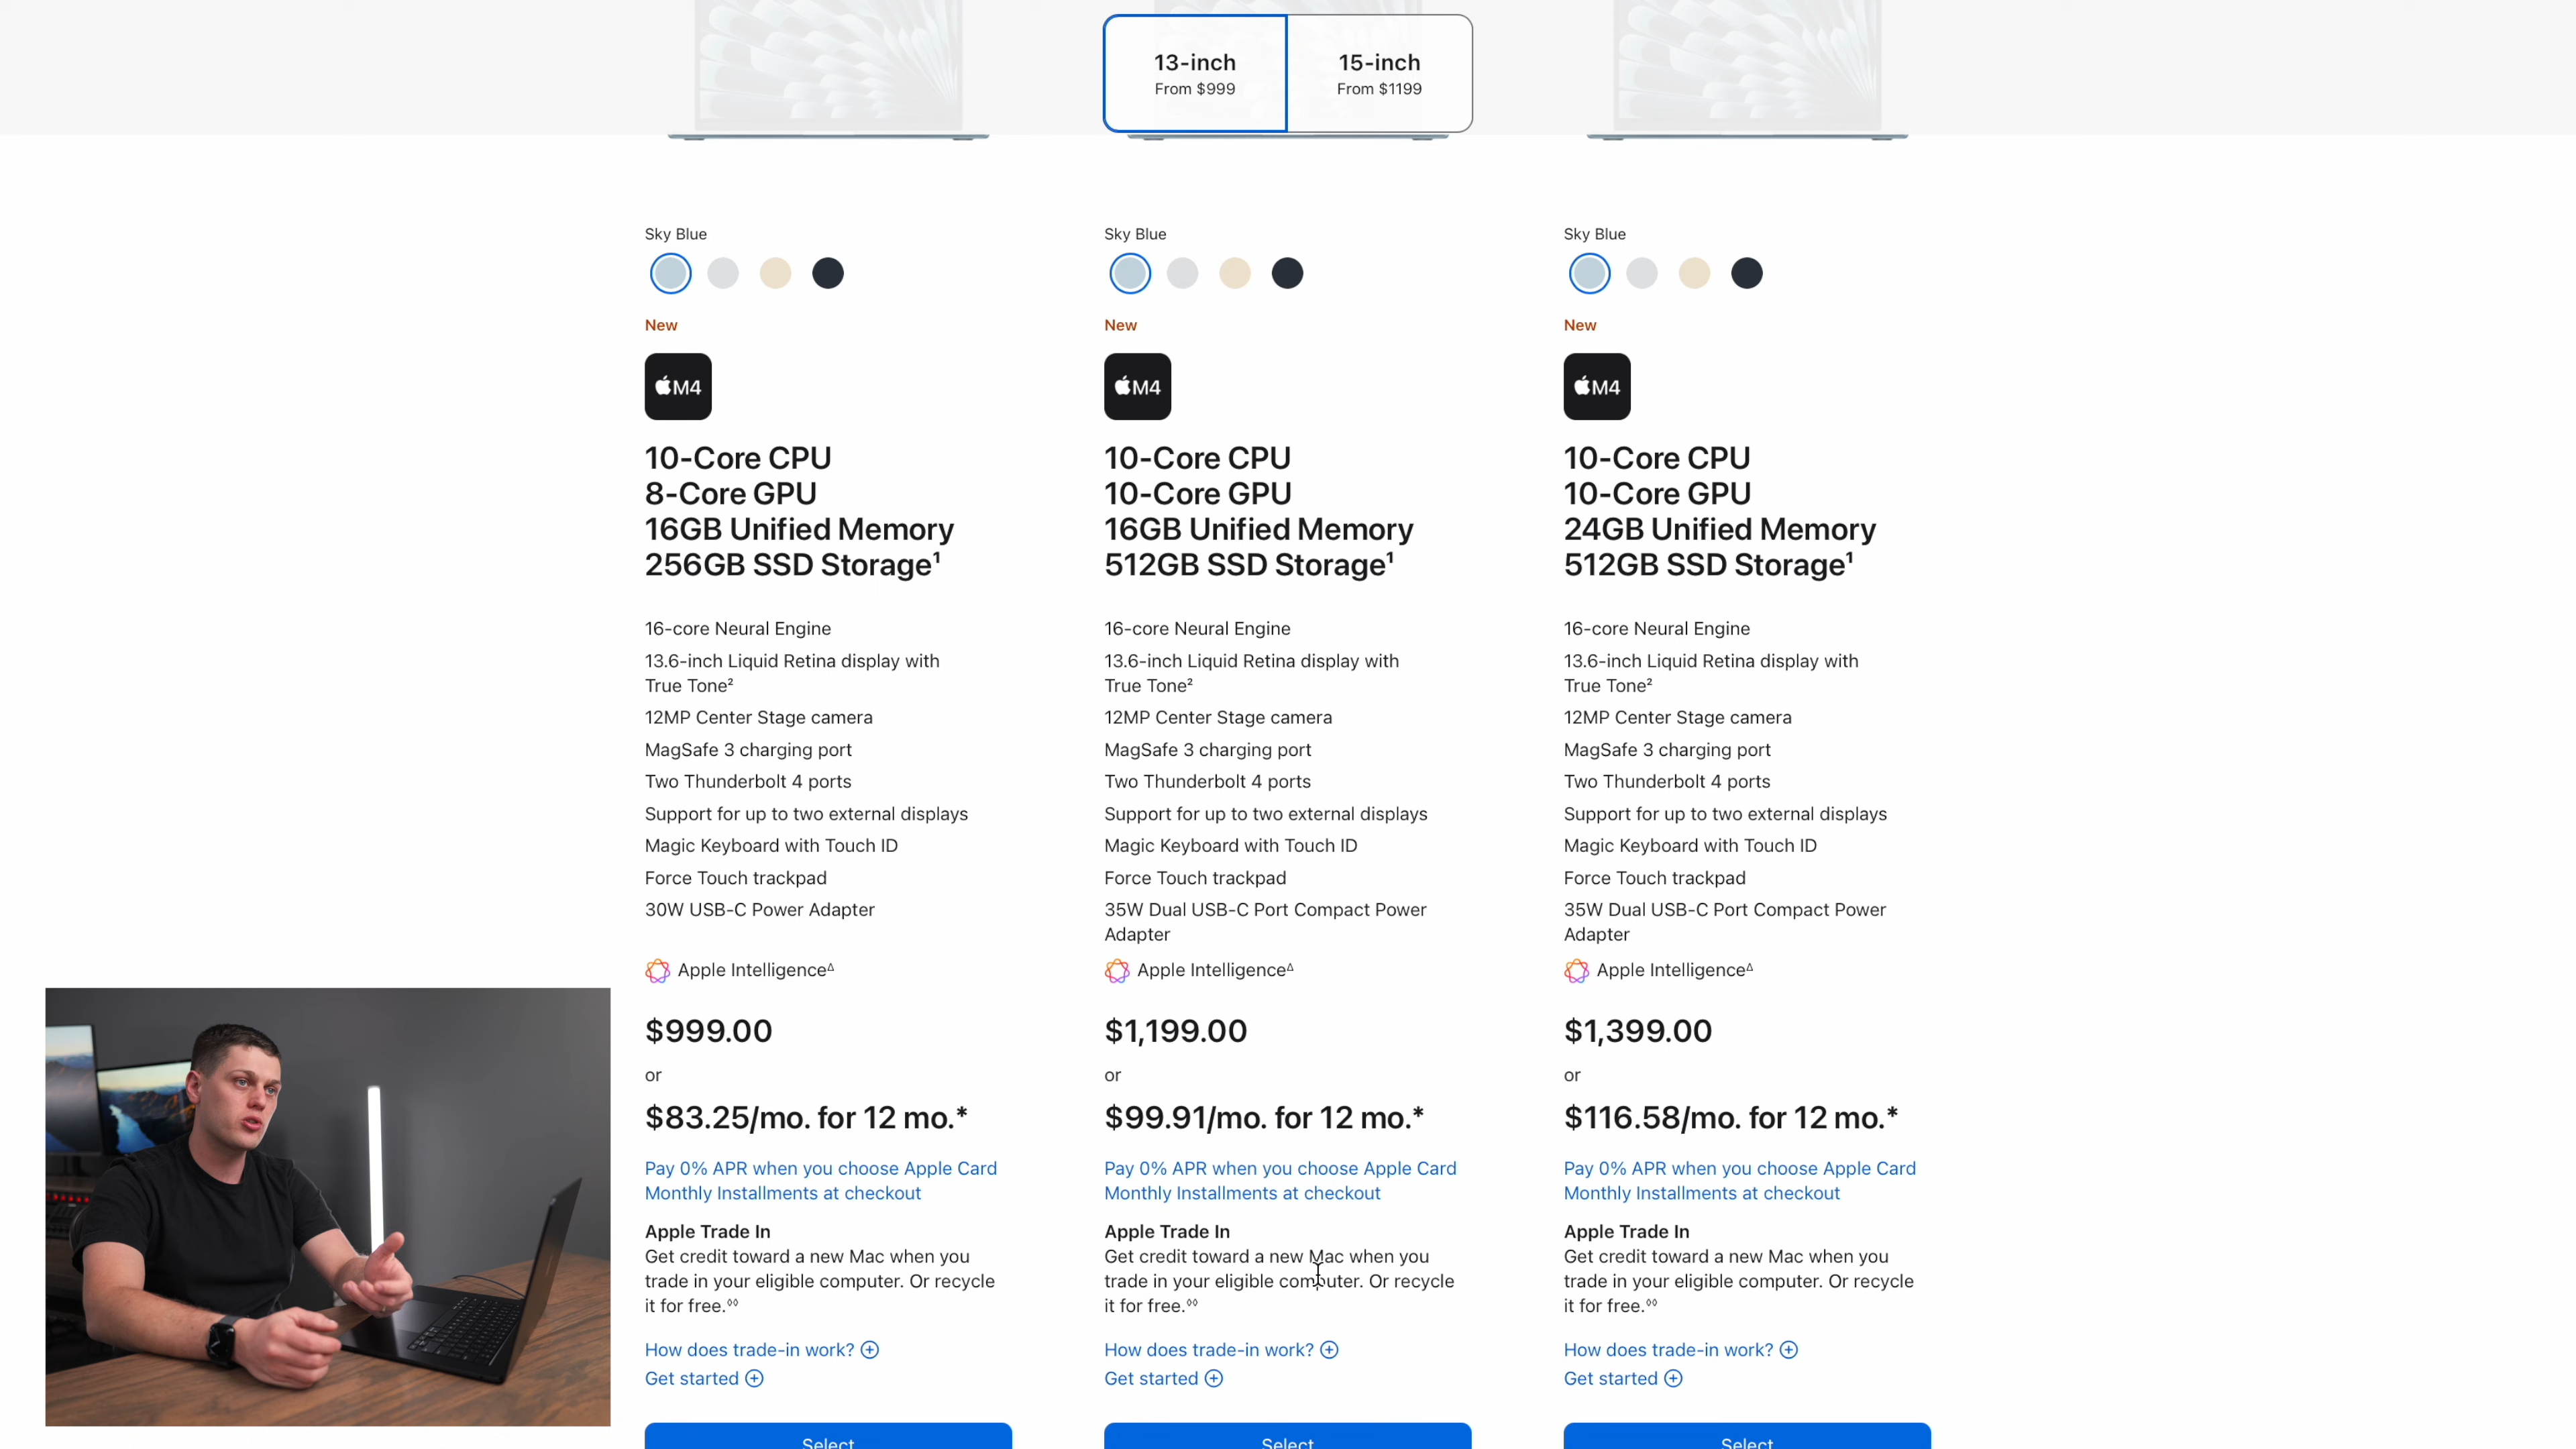 13-inch
From $999
15-inch
From $1199
Sky Blue
New
M4
10-Core CPU
8-Core GPU
16GB Unified Memory
256GB SSD Storage¹
16-core Neural Engine
13.6-inch Liquid Retina display with
True Tone²
12MP Center Stage camera
MagSafe 3 charging port
Two Thunderbolt 4 ports
Support for up to two external displays
Magic Keyboard with Touch ID
Force Touch trackpad
30W USB-C Power Adapter
Apple Intelligence∆
$999.00
or
$83.25/mo. for 12 mo.*
Pay 0% APR when you choose Apple Card
Monthly Installments at checkout
Apple Trade In
Get credit toward a new Mac when you
trade in your eligible computer. Or recycle
it for free.◊◊
How does trade-in work?
Get started
Select
Sky Blue
New
M4
10-Core CPU
10-Core GPU
16GB Unified Memory
512GB SSD Storage¹
16-core Neural Engine
13.6-inch Liquid Retina display with
True Tone²
12MP Center Stage camera
MagSafe 3 charging port
Two Thunderbolt 4 ports
Support for up to two external displays
Magic Keyboard with Touch ID
Force Touch trackpad
35W Dual USB-C Port Compact Power
Adapter
Apple Intelligence∆
$1,199.00
or
$99.91/mo. for 12 mo.*
Pay 0% APR when you choose Apple Card
Monthly Installments at checkout
Apple Trade In
Get credit toward a new Mac when you
trade in your eligible computer. Or recycle
it for free.◊◊
How does trade-in work?
Get started
Select
Sky Blue
New
M4
10-Core CPU
10-Core GPU
24GB Unified Memory
512GB SSD Storage¹
16-core Neural Engine
13.6-inch Liquid Retina display with
True Tone²
12MP Center Stage camera
MagSafe 3 charging port
Two Thunderbolt 4 ports
Support for up to two external displays
Magic Keyboard with Touch ID
Force Touch trackpad
35W Dual USB-C Port Compact Power
Adapter
Apple Intelligence∆
$1,399.00
or
$116.58/mo. for 12 mo.*
Pay 0% APR when you choose Apple Card
Monthly Installments at checkout
Apple Trade In
Get credit toward a new Mac when you
trade in your eligible computer. Or recycle
it for free.◊◊
How does trade-in work?
Get started
Select